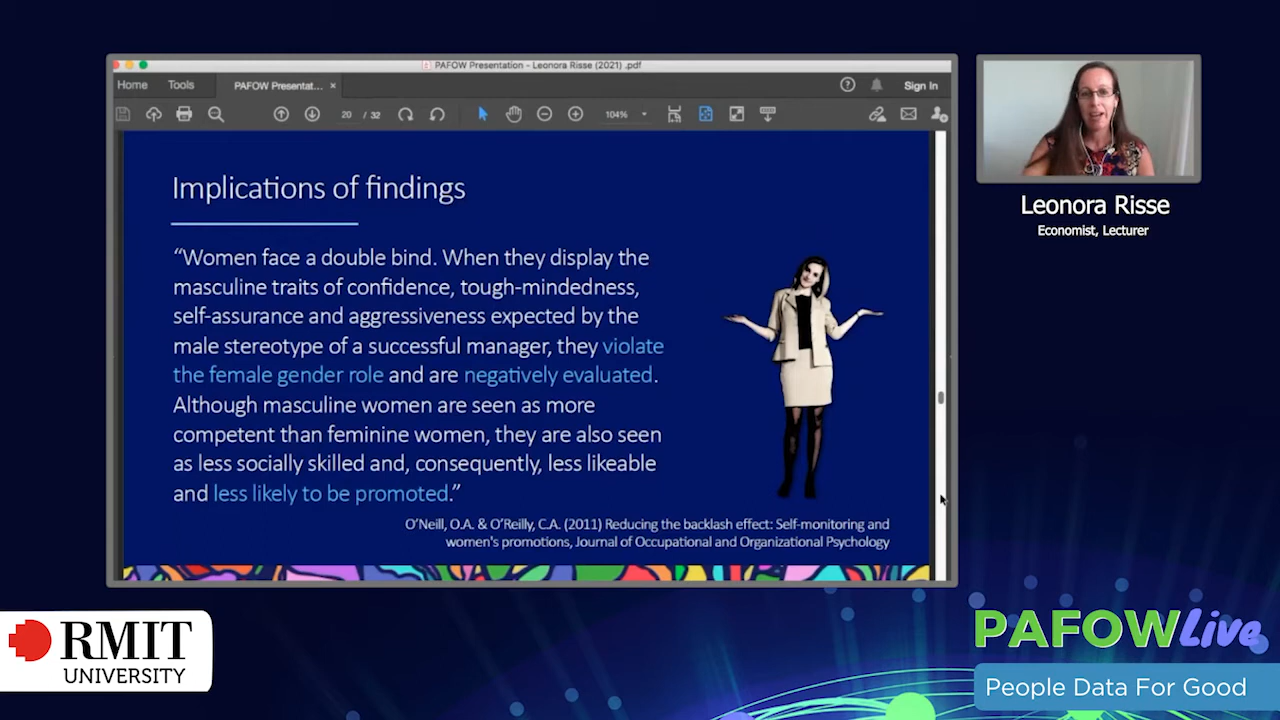 PAFOW Presentation - Leonora Risse (2021) .pdf
Home Tools PAFOW Presentat... × Sign In
20 / 32 104%
Implications of findings
“Women face a double bind. When they display the
masculine traits of confidence, tough-mindedness,
self-assurance and aggressiveness expected by the
male stereotype of a successful manager, they violate
the female gender role and are negatively evaluated.
Although masculine women are seen as more
competent than feminine women, they are also seen
as less socially skilled and, consequently, less likeable
and less likely to be promoted.”
O’Neill, O.A. & O’Reilly, C.A. (2011) Reducing the backlash effect: Self-monitoring and
women's promotions, Journal of Occupational and Organizational Psychology
Leonora Risse
Economist, Lecturer
RMIT
UNIVERSITY
PAFOW Live
People Data For Good